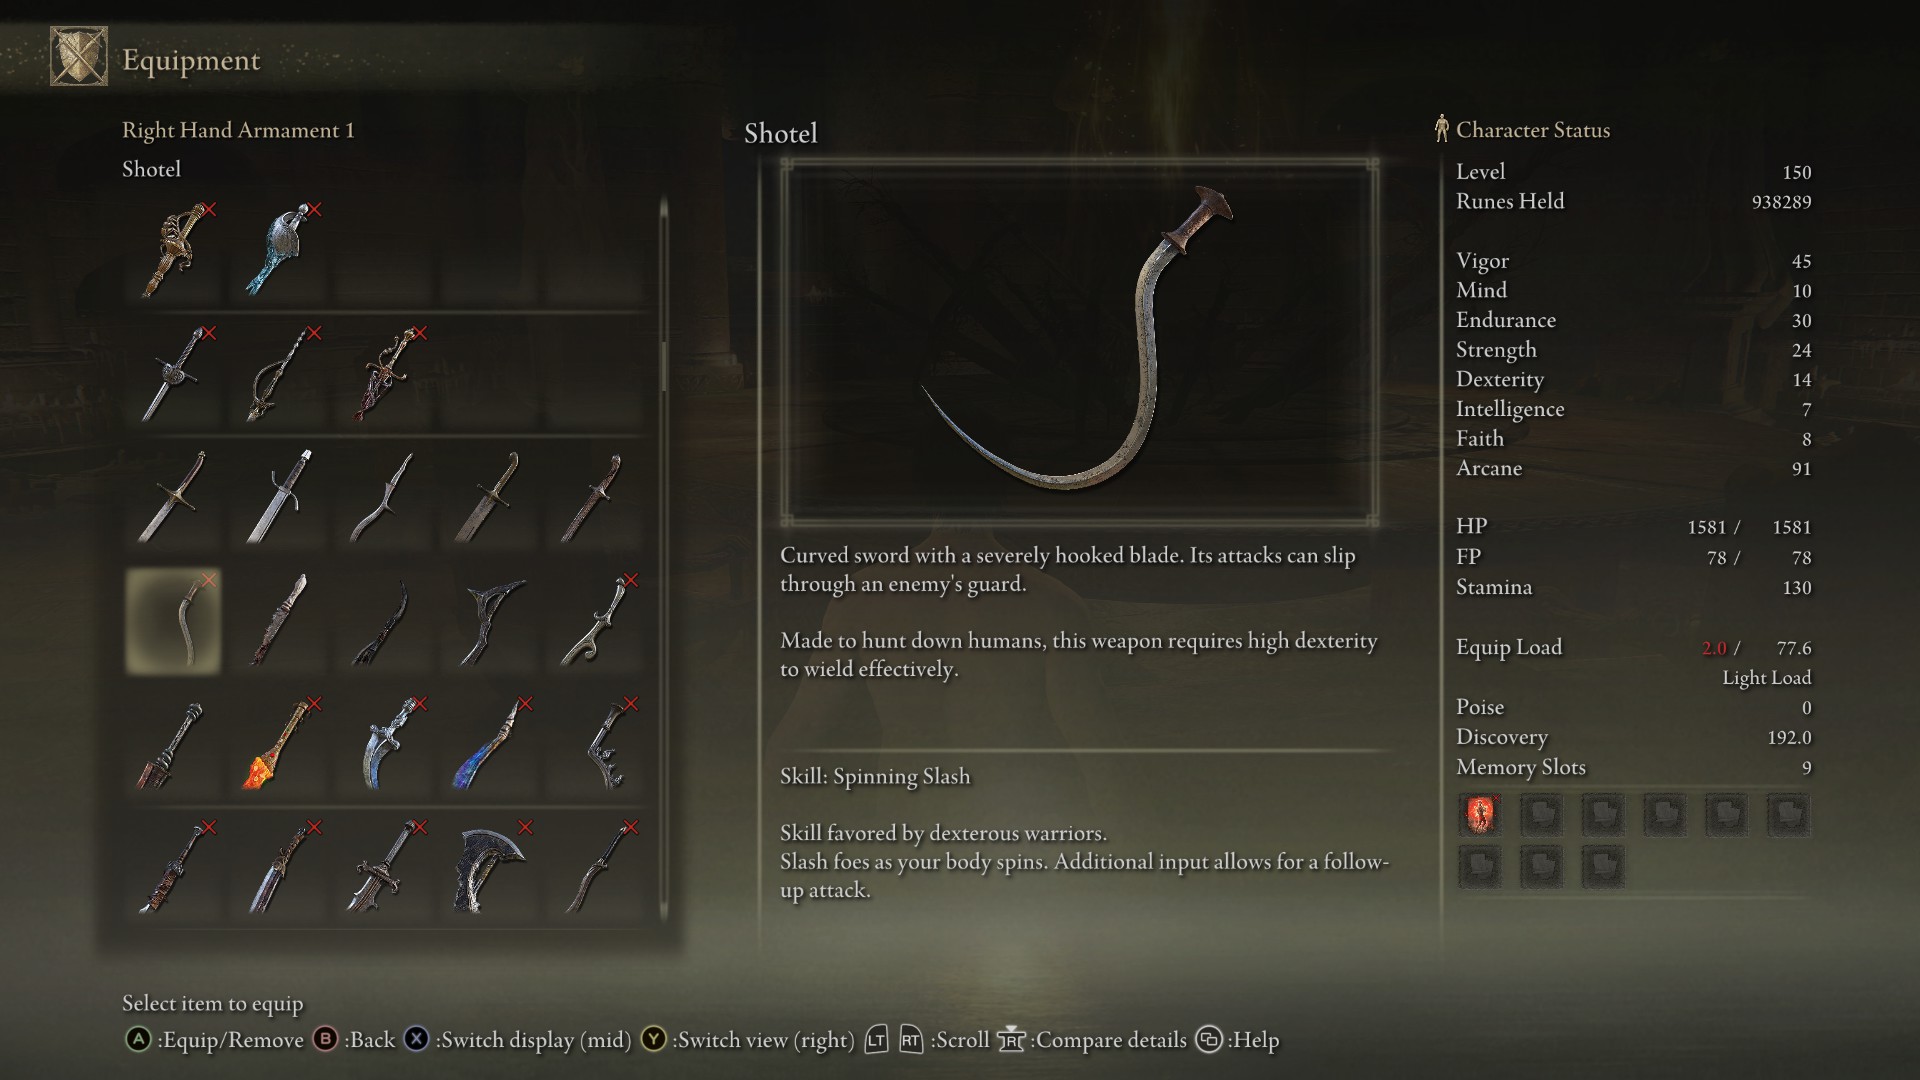 Equipment
Right Hand Armament 1
Shotel
Shotel
Curved sword with a severely hooked blade. Its attacks can slip
through an enemy's guard.
Made to hunt down humans, this weapon requires high dexterity
to wield effectively.
Skill: Spinning Slash
Skill favored by dexterous warriors.
Slash foes as your body spins. Additional input allows for a follow-
up attack.
Character Status
Level 150
Runes Held 938289
Vigor 45
Mind 10
Endurance 30
Strength 24
Dexterity 14
Intelligence 7
Faith 8
Arcane 91
HP 1581 / 1581
FP 78 / 78
Stamina 130
Equip Load 2.0 / 77.6
Light Load
Poise 0
Discovery 192.0
Memory Slots 9
Select item to equip
A :Equip/Remove B :Back X :Switch display (mid) Y :Switch view (right) LT RT :Scroll R :Compare details :Help